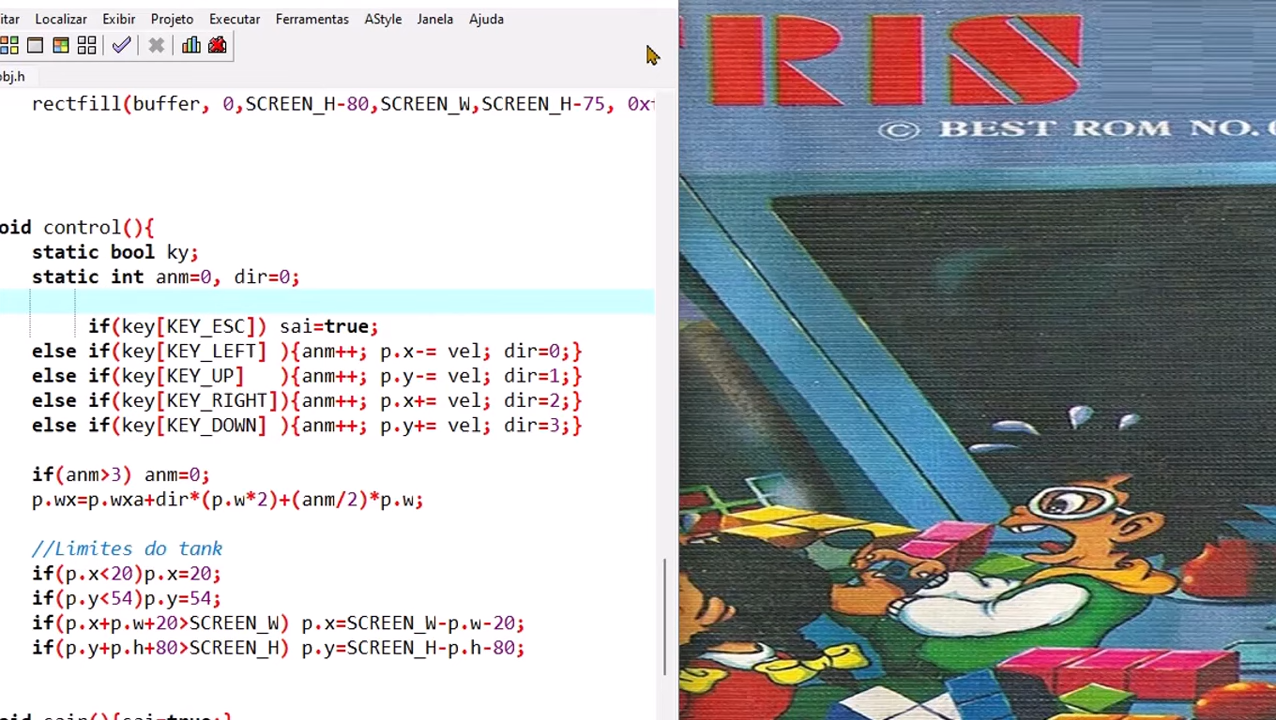 itar Localizar Exibir Projeto Executar Ferramentas AStyle Janela Ajuda
obj.h
rectfill(buffer, 0,SCREEN_H-80,SCREEN_W,SCREEN_H-75, 0xf
oid control(){
static bool ky;
static int anm=0, dir=0;
if(key[KEY_ESC]) sai=true;
else if(key[KEY_LEFT] ){anm++; p.x-= vel; dir=0;}
else if(key[KEY_UP] ){anm++; p.y-= vel; dir=1;}
else if(key[KEY_RIGHT]){anm++; p.x+= vel; dir=2;}
else if(key[KEY_DOWN] ){anm++; p.y+= vel; dir=3;}
if(anm>3) anm=0;
p.wx=p.wxa+dir*(p.w*2)+(anm/2)*p.w;
//Limites do tank
if(p.x<20)p.x=20;
if(p.y<54)p.y=54;
if(p.x+p.w+20>SCREEN_W) p.x=SCREEN_W-p.w-20;
if(p.y+p.h+80>SCREEN_H) p.y=SCREEN_H-p.h-80;
oid sair(){sai=true;}
RIS
© BEST ROM NO.